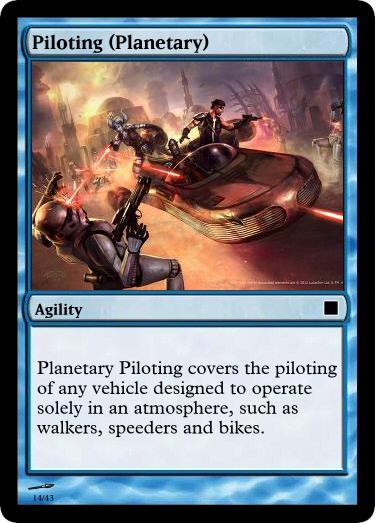 Piloting (Planetary)
Agility
Planetary Piloting covers the piloting
of any vehicle designed to operate
solely in an atmosphere, such as
walkers, speeders and bikes.
14/43